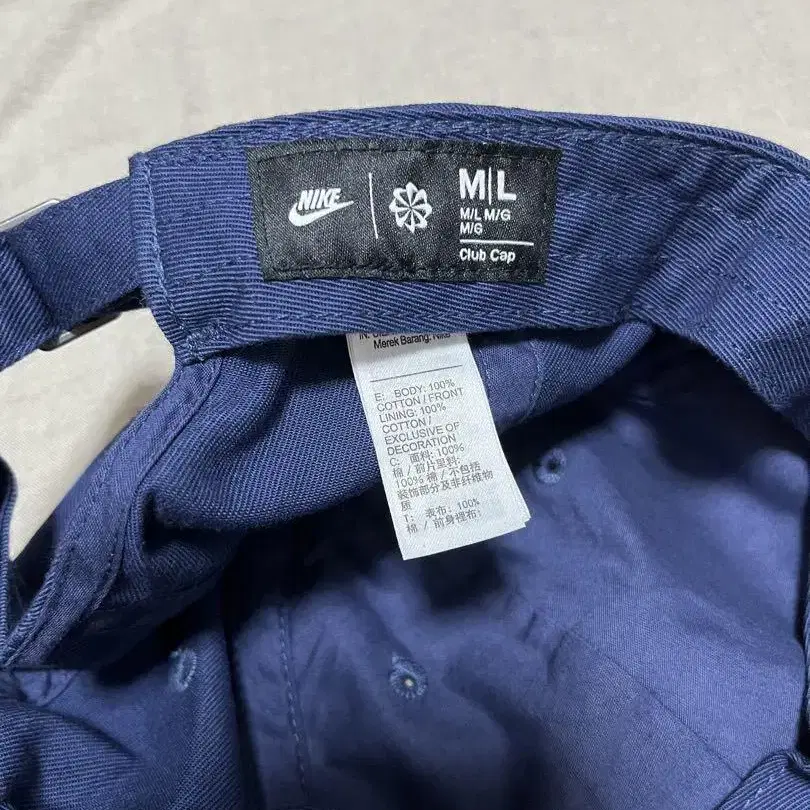 NIKE
M|L
M/L M/G
M/G
Club Cap
Merek Barang: Nike
E: BODY: 100%
COTTON / FRONT
LINING: 100%
COTTON /
EXCLUSIVE OF
DECORATION
C: 面料: 100%
棉 / 前片里料:
100% 棉 / 不包括
装饰部分及非纤维物
质
T: 表布: 100%
棉 / 前身裡布: